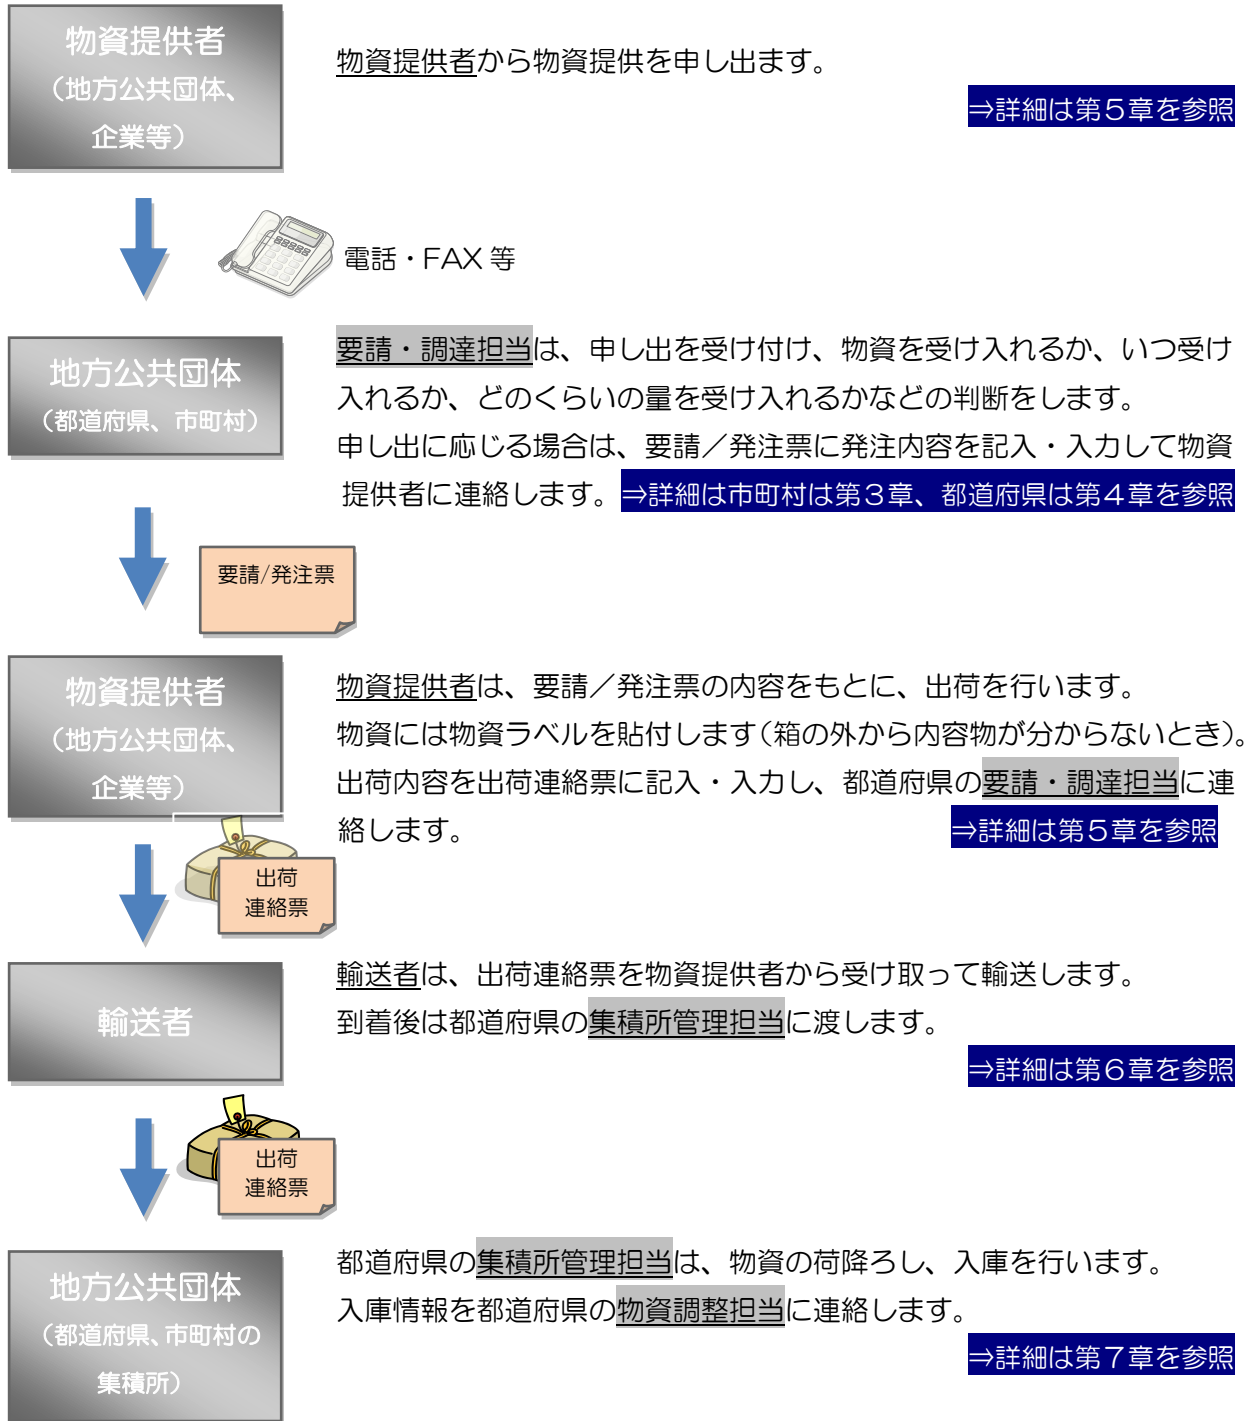 物資提供者
（地方公共団体、
企業等）
物資提供者から物資提供を申し出ます。
⇒詳細は第５章を参照
電話・FAX 等
地方公共団体
（都道府県、市町村）
要請・調達担当は、申し出を受け付け、物資を受け入れるか、いつ受け
入れるか、どのくらいの量を受け入れるかなどの判断をします。
申し出に応じる場合は、要請／発注票に発注内容を記入・入力して物資
提供者に連絡します。⇒詳細は市町村は第３章、都道府県は第４章を参照
要請/発注票
物資提供者
（地方公共団体、
企業等）
物資提供者は、要請／発注票の内容をもとに、出荷を行います。
物資には物資ラベルを貼付します（箱の外から内容物が分からないとき）。
出荷内容を出荷連絡票に記入・入力し、都道府県の要請・調達担当に連
絡します。
⇒詳細は第５章を参照
出荷
連絡票
輸送者
輸送者は、出荷連絡票を物資提供者から受け取って輸送します。
到着後は都道府県の集積所管理担当に渡します。
⇒詳細は第６章を参照
出荷
連絡票
地方公共団体
（都道府県、市町村の
集積所）
都道府県の集積所管理担当は、物資の荷降ろし、入庫を行います。
入庫情報を都道府県の物資調整担当に連絡します。
⇒詳細は第７章を参照